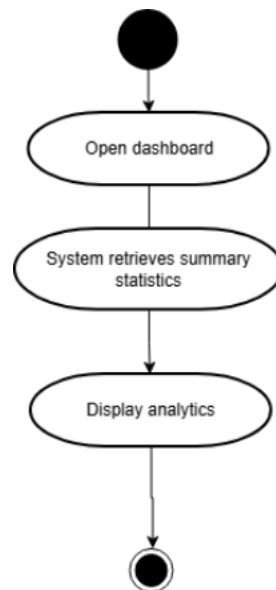 Open dashboard
System retrieves summary
statistics
Display analytics